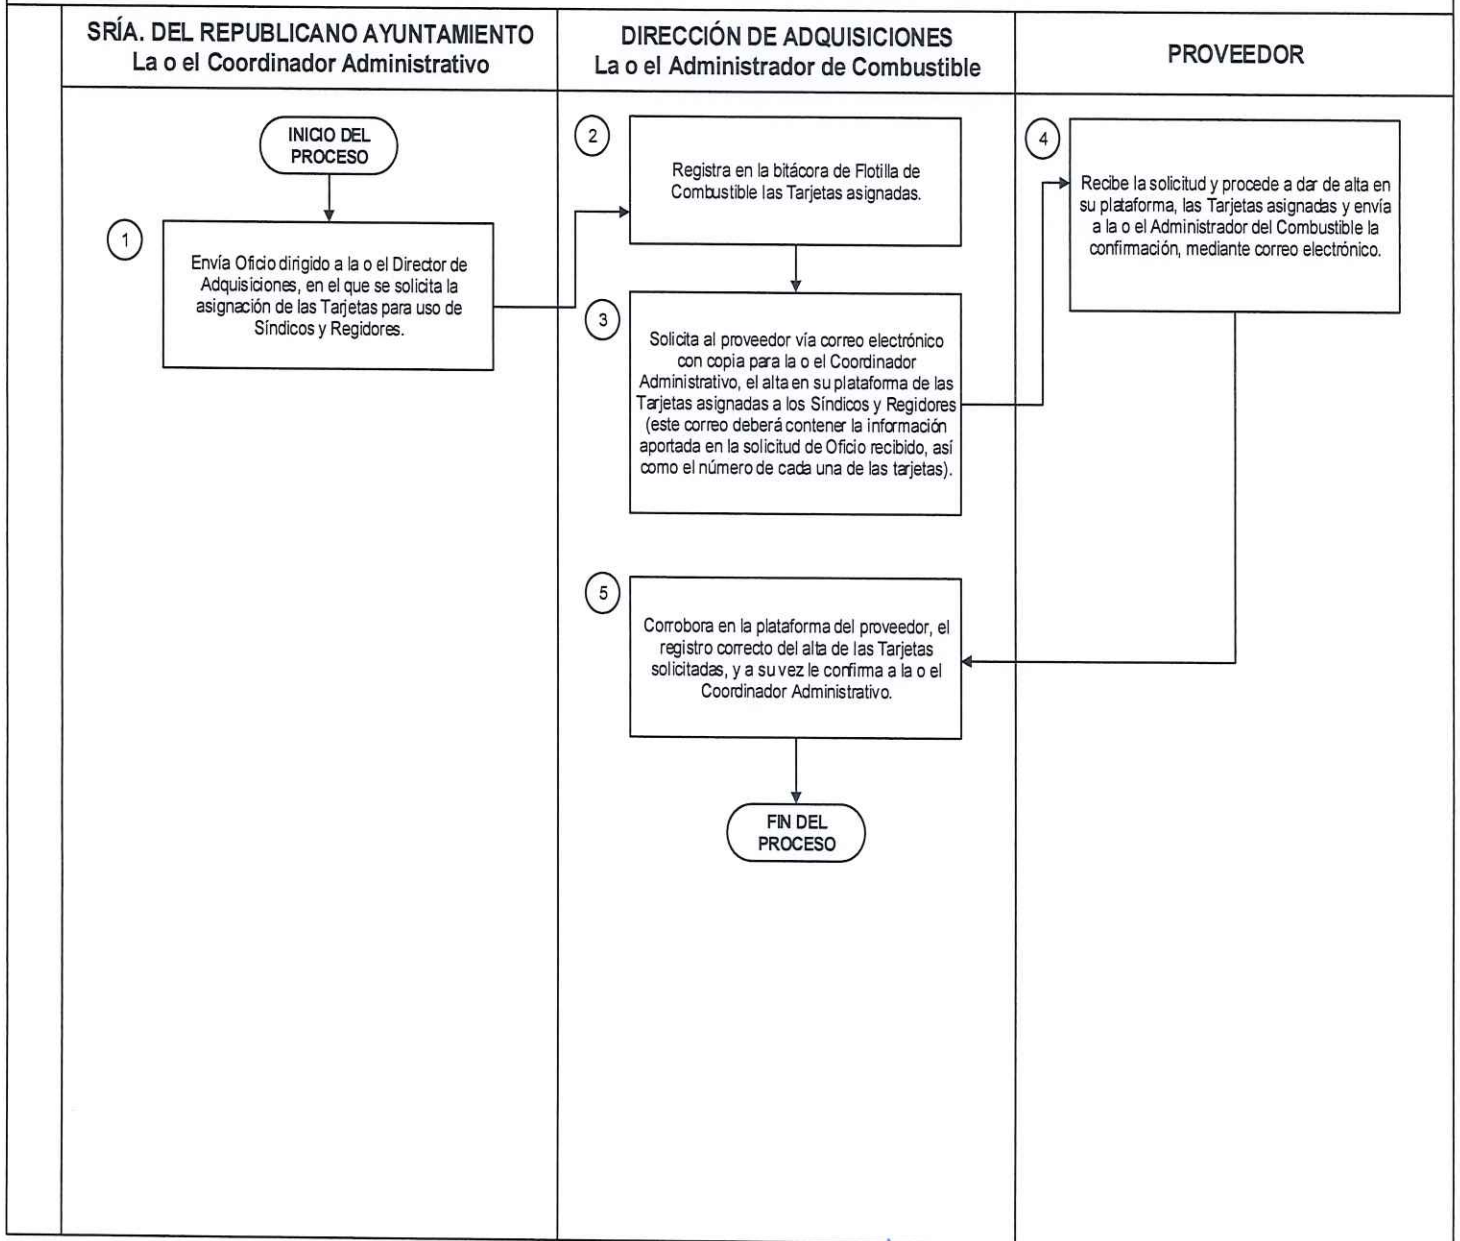 SRÍA. DEL REPUBLICANO AYUNTAMIENTO
La o el Coordinador Administrativo
DIRECCIÓN DE ADQUISICIONES
La o el Administrador de Combustible
PROVEEDOR
INICIO DEL
PROCESO
1
Envía Oficio dirigido a la o el Director de
Adquisiciones, en el que se solicita la
asignación de las Tarjetas para uso de
Síndicos y Regidores.
2
Registra en la bitácora de Flotilla de
Combustible las Tarjetas asignadas.
3
Solicita al proveedor vía correo electrónico
con copia para la o el Coordinador
Administrativo, el alta en su plataforma de las
Tarjetas asignadas a los Síndicos y Regidores
(este correo deberá contener la información
aportada en la solicitud de Oficio recibido, así
como el número de cada una de las tarjetas).
4
Recibe la solicitud y procede a dar de alta en
su plataforma, las Tarjetas asignadas y envía
a la o el Administrador del Combustible la
confirmación, mediante correo electrónico.
5
Corrobora en la plataforma del proveedor, el
registro correcto del alta de las Tarjetas
solicitadas, y a su vez le confirma a la o el
Coordinador Administrativo.
FIN DEL
PROCESO